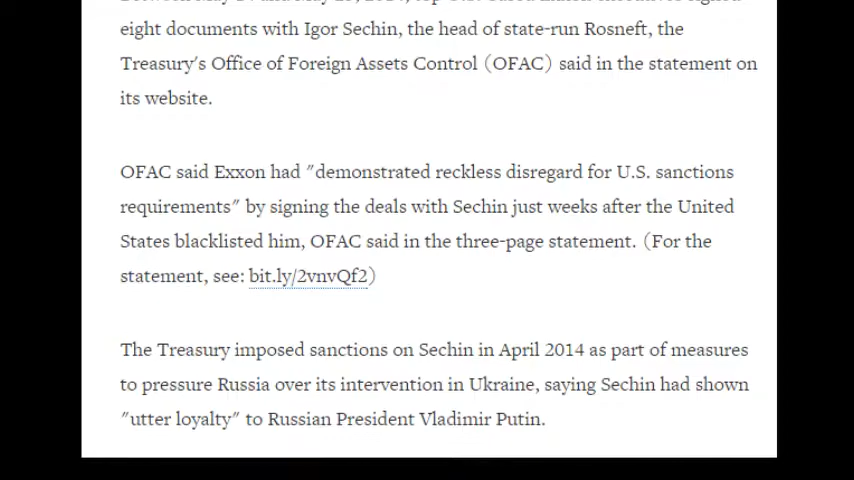 eight documents with Igor Sechin, the head of state-run Rosneft, the
Treasury's Office of Foreign Assets Control (OFAC) said in the statement on
its website.
OFAC said Exxon had "demonstrated reckless disregard for U.S. sanctions
requirements" by signing the deals with Sechin just weeks after the United
States blacklisted him, OFAC said in the three-page statement. (For the
statement, see: bit.ly/2vnvQf2)
The Treasury imposed sanctions on Sechin in April 2014 as part of measures
to pressure Russia over its intervention in Ukraine, saying Sechin had shown
"utter loyalty" to Russian President Vladimir Putin.